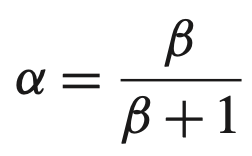 α = β / (β + 1)